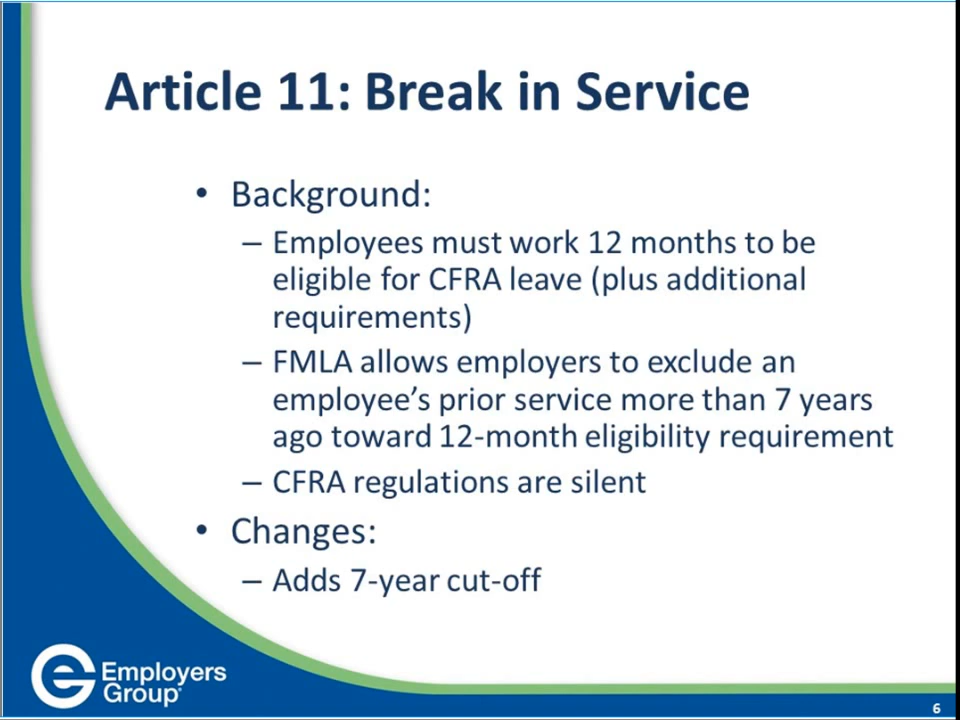 Article 11: Break in Service
• Background:
– Employees must work 12 months to be
eligible for CFRA leave (plus additional
requirements)
– FMLA allows employers to exclude an
employee’s prior service more than 7 years
ago toward 12-month eligibility requirement
– CFRA regulations are silent
• Changes:
– Adds 7-year cut-off
Employers
Group
6